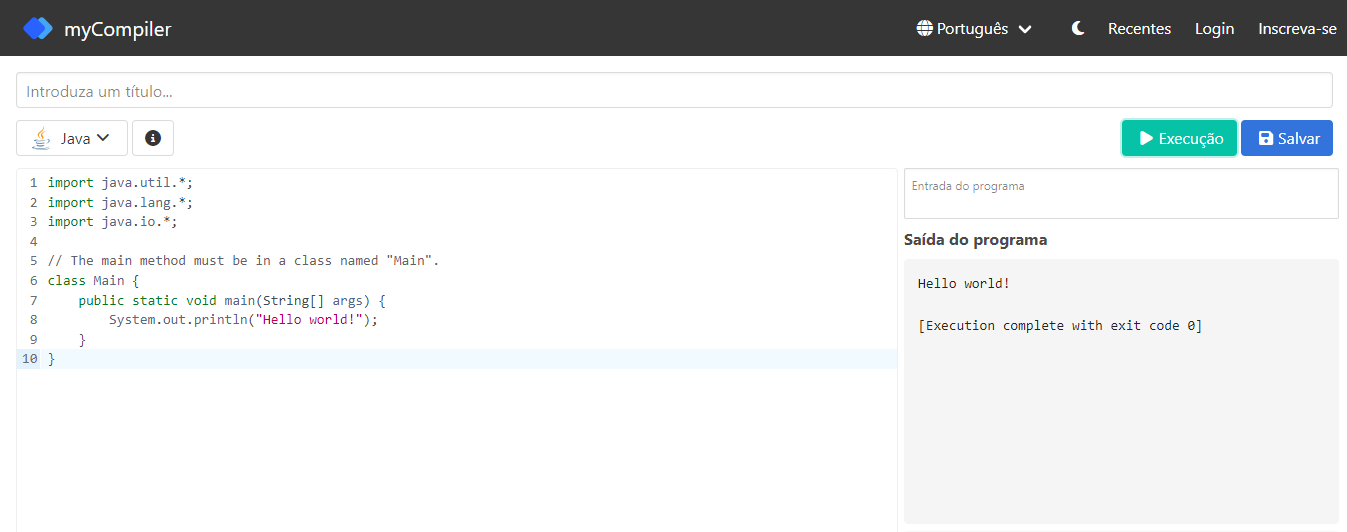 myCompiler
Português
Recentes
Login
Inscreva-se
Introduza um título...
Java
Execução
Salvar
1 import java.util.*;
2 import java.lang.*;
3 import java.io.*;
4
5 // The main method must be in a class named "Main".
6 class Main {
7     public static void main(String[] args) {
8         System.out.println("Hello world!");
9     }
10 }
Entrada do programa
Saída do programa
Hello world!
[Execution complete with exit code 0]